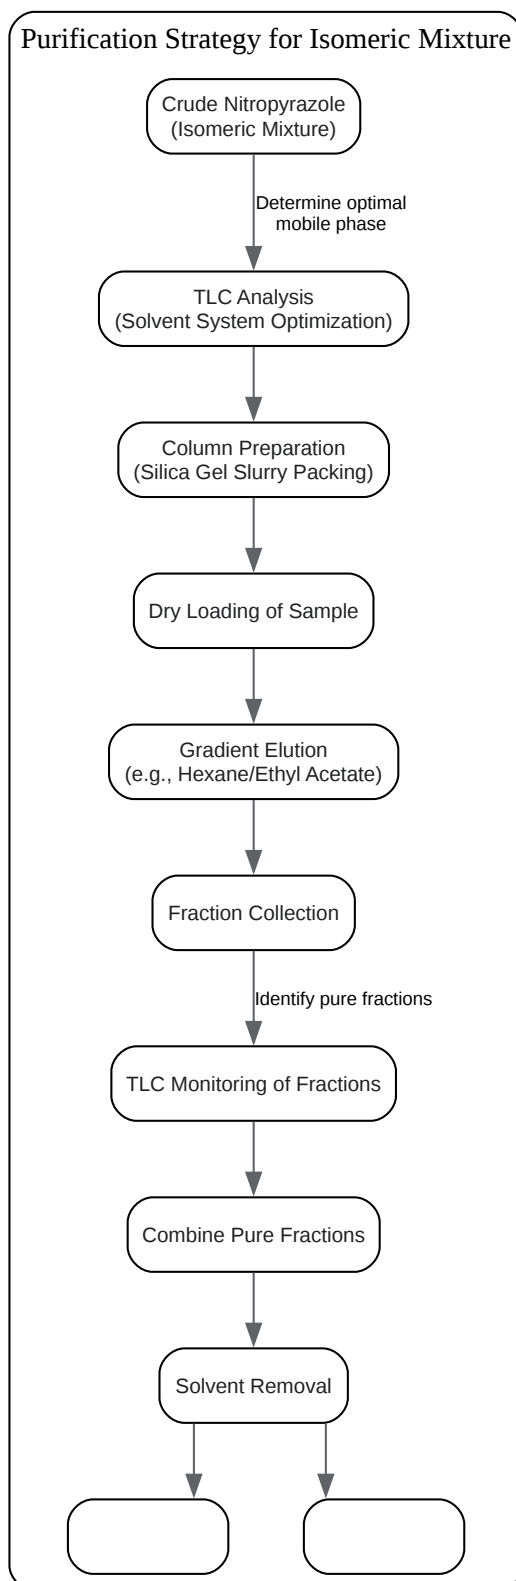 Purification Strategy for Isomeric Mixture
Crude Nitropyrazole
(Isomeric Mixture)
Determine optimal
mobile phase
TLC Analysis
(Solvent System Optimization)
Column Preparation
(Silica Gel Slurry Packing)
Dry Loading of Sample
Gradient Elution
(e.g., Hexane/Ethyl Acetate)
Fraction Collection
Identify pure fractions
TLC Monitoring of Fractions
Combine Pure Fractions
Solvent Removal